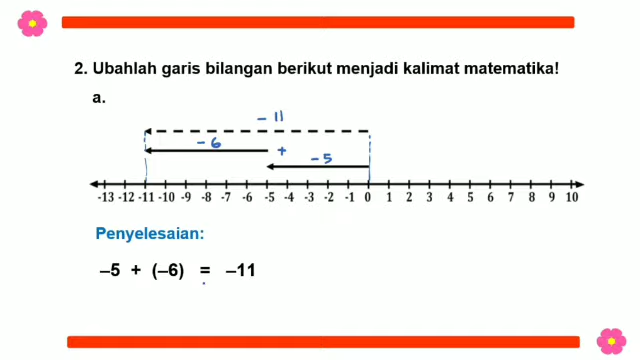 2. Ubahlah garis bilangan berikut menjadi kalimat matematika!
a.
– 11
– 6
+
– 5
-13 -12 -11 -10 -9 -8 -7 -6 -5 -4 -3 -2 -1 0 1 2 3 4 5 6 7 8 9 10
Penyelesaian:
–5 + (–6) = –11